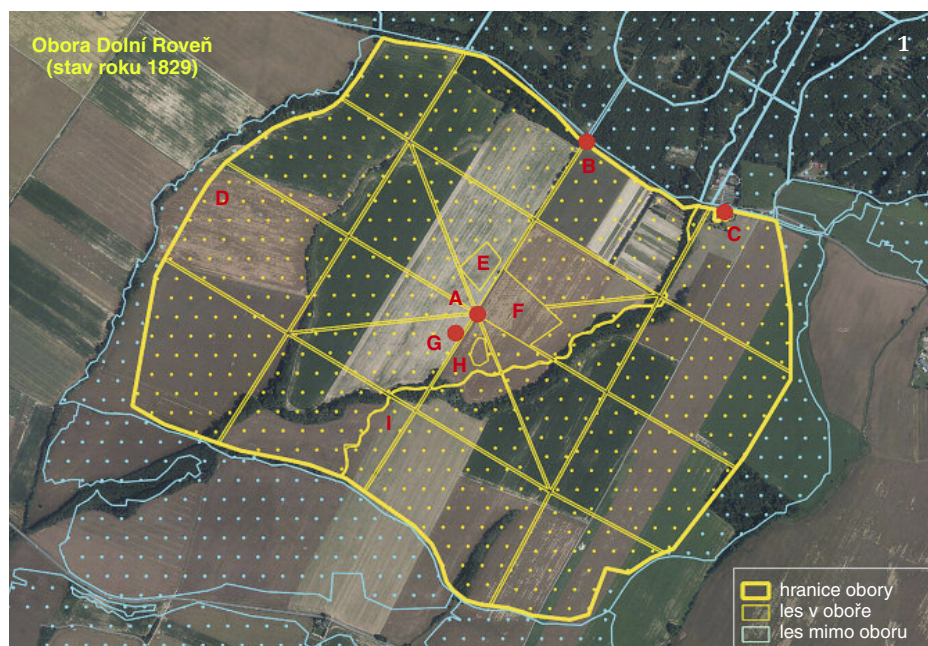 Obora Dolní Roveň
(stav roku 1829)
1
B
D
C
E
A
F
G
H
I
hranice obory
les v oboře
les mimo oboru